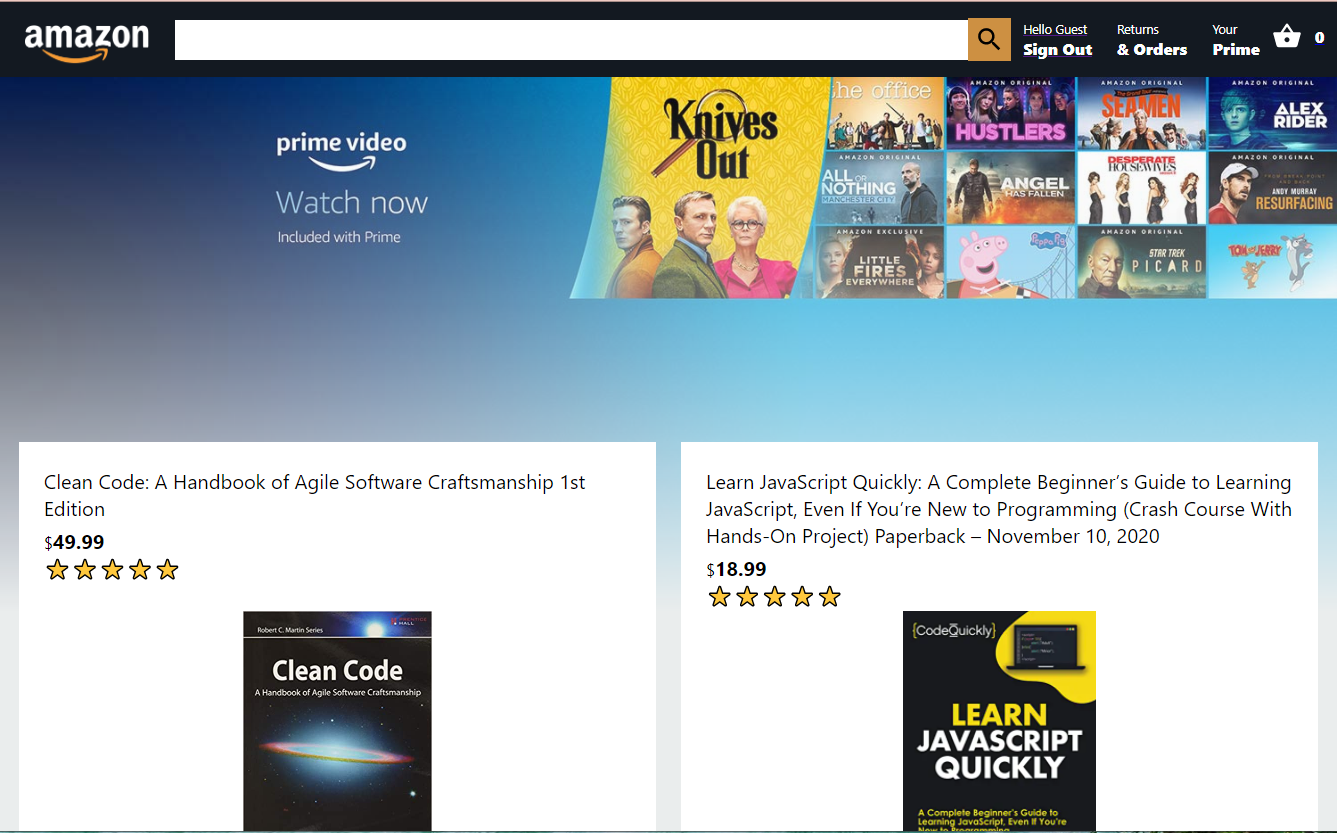 amazon
Hello Guest
Sign Out
Returns
& Orders
Your
Prime
0
prime video
Watch now
Included with Prime
Knives
Out
the office
AMAZON ORIGINAL
HUSTLERS
AMAZON ORIGINAL
SEAMEN
AMAZON ORIGINAL
ALEX
RIDER
AMAZON ORIGINAL
ALL OR
NOTHING
MANCHESTER CITY
ANGEL
HAS FALLEN
DESPERATE
HOUSEWIVES
AMAZON ORIGINAL
ANDY MURRAY
RESURFACING
AMAZON EXCLUSIVE
LITTLE
FIRES
EVERYWHERE
Peppa Pig
AMAZON ORIGINAL
STAR TREK
PICARD
TOM AND JERRY
Clean Code: A Handbook of Agile Software Craftsmanship 1st
Edition
$49.99
Robert C. Martin Series
PRENTICE
HALL
Clean Code
A Handbook of Agile Software Craftsmanship
Learn JavaScript Quickly: A Complete Beginner’s Guide to Learning
JavaScript, Even If You’re New to Programming (Crash Course With
Hands-On Project) Paperback – November 10, 2020
$18.99
{CodeQuickly}
LEARN
JAVASCRIPT
QUICKLY
A Complete Beginner's Guide to
Learning JavaScript, Even If You're
New to Programming